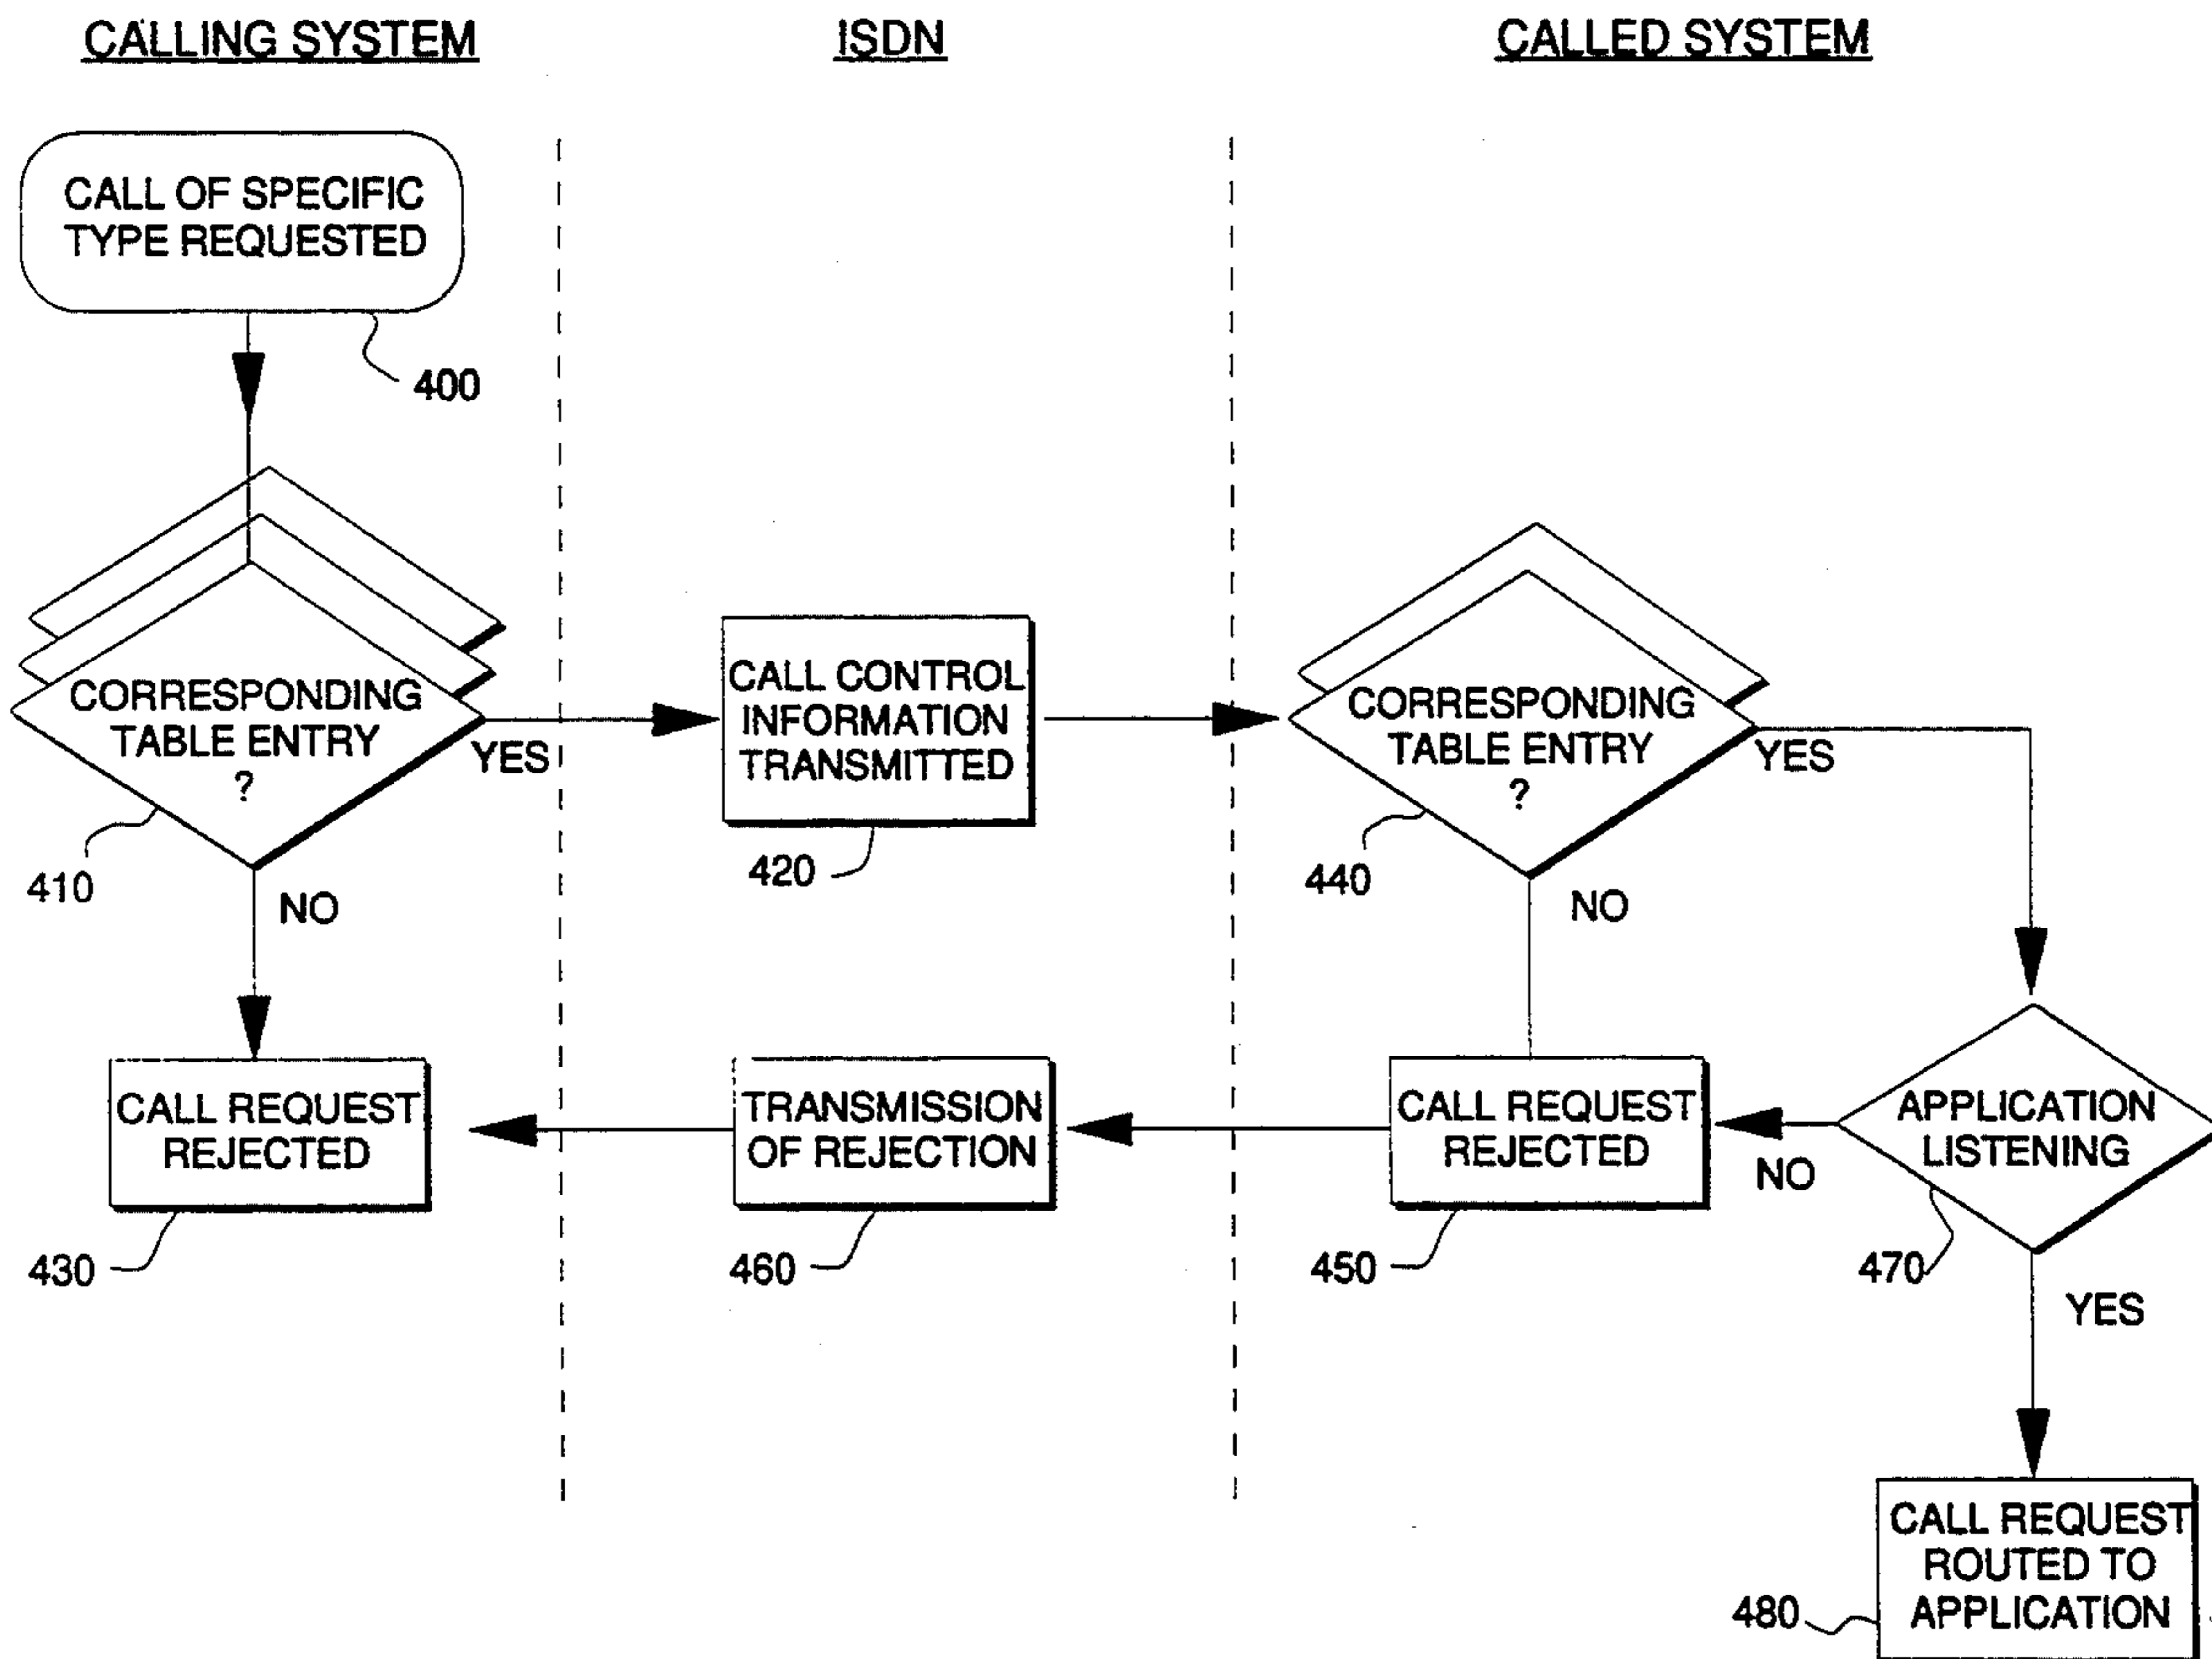 CALLING SYSTEM
ISDN
CALLED SYSTEM
CALL OF SPECIFIC
TYPE REQUESTED
400
CORRESPONDING
TABLE ENTRY
?
YES
410
NO
CALL CONTROL
INFORMATION
TRANSMITTED
420
CORRESPONDING
TABLE ENTRY
?
YES
440
NO
CALL REQUEST
REJECTED
430
TRANSMISSION
OF REJECTION
460
CALL REQUEST
REJECTED
450
NO
APPLICATION
LISTENING
470
YES
CALL REQUEST
ROUTED TO
APPLICATION
480